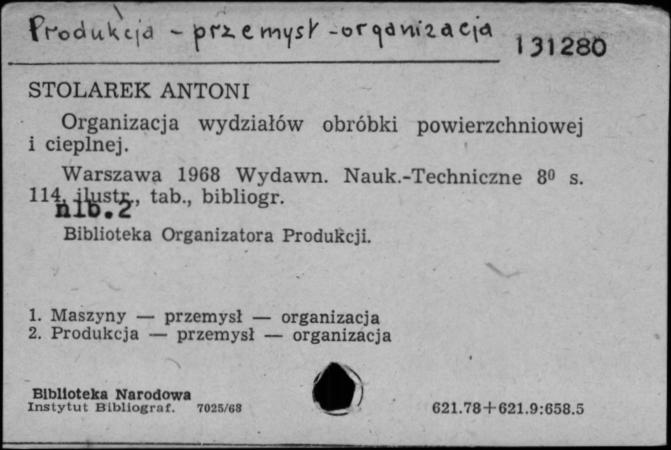 Produkcja - przemysł - organizacja
131280
STOLAREK ANTONI
Organizacja wydziałów obróbki powierzchniowej
i cieplnej.
Warszawa 1968 Wydawn. Nauk.-Techniczne 8⁰ s.
114, ilustr., tab., bibliogr.
nlb.2
Biblioteka Organizatora Produkcji.
1. Maszyny — przemysł — organizacja
2. Produkcja — przemysł — organizacja
Biblioteka Narodowa
Instytut Bibliograf. 7025/68
621.78+621.9:658.5